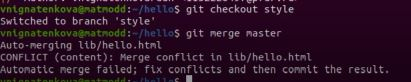 vnignatenkova@matmodd:~/hello$ git checkout style
Switched to branch 'style'
vnignatenkova@matmodd:~/hello$ git merge master
Auto-merging lib/hello.html
CONFLICT (content): Merge conflict in lib/hello.html
Automatic merge failed; fix conflicts and then commit the result.
vnignatenkova@matmodd:~/hello$